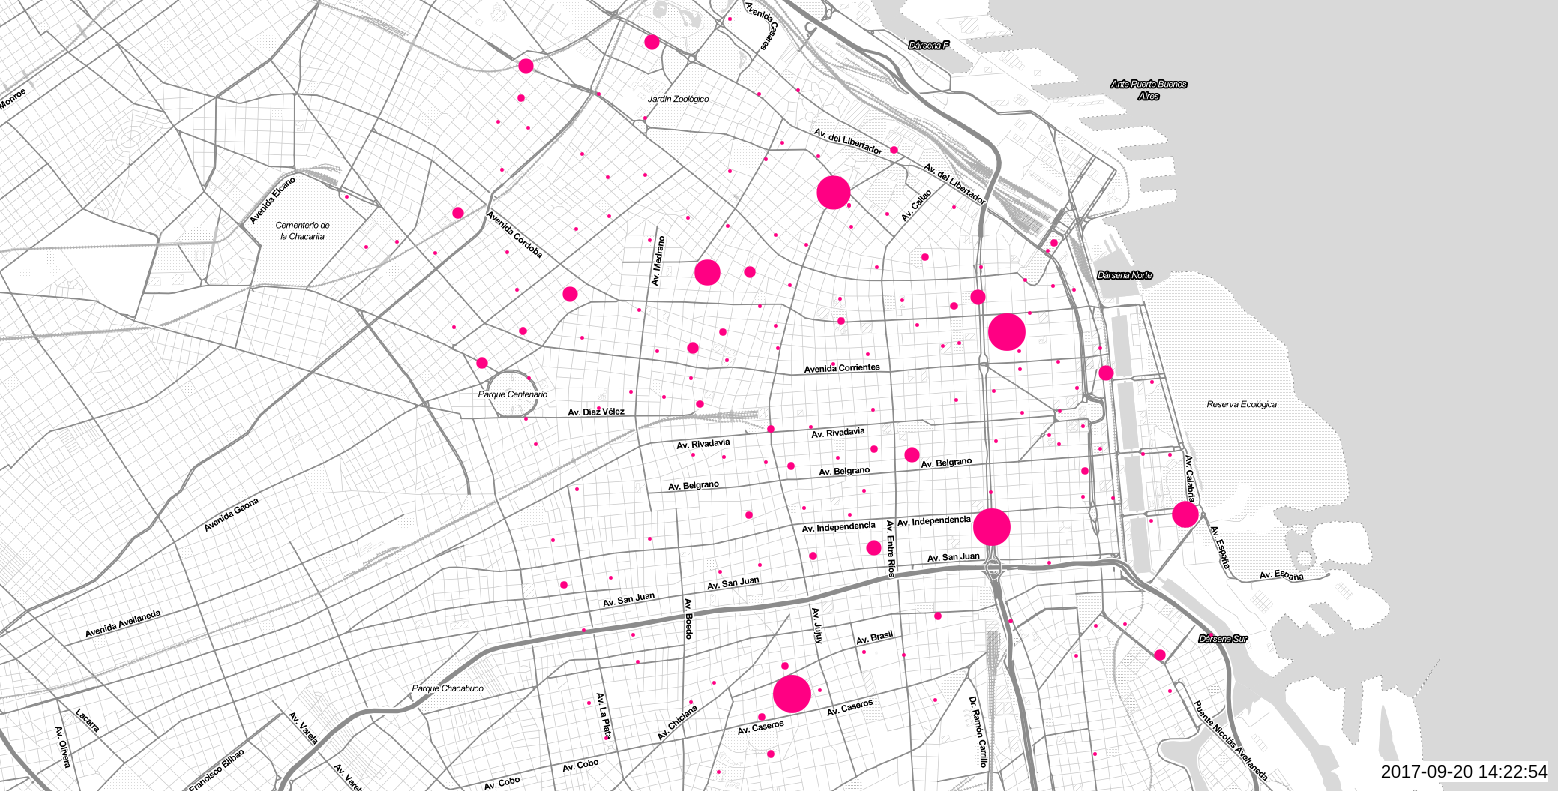 Avenida Casares
Dársena F
Ante Puerto Buenos
Aires
Monroe
Jardín Zoológico
Av. del Libertador
Av. del Libertador
Avenida Elcano
Av. Callao
Cementerio de
la Chacarita
Avenida Córdoba
Av. Medrano
Dársena Norte
Avenida Corrientes
Parque Centenario
Reserva Ecológica
Av. Díaz Vélez
Av. Rivadavia
Av. Rivadavia
Av. Belgrano
Av. Belgrano
Av. Belgrano
Av. Calabria
Avenida Gaona
Av. Independencia
Av. Independencia
Av. Entre Ríos
Av. España
Av. San Juan
Av. España
Av. San Juan
Av. San Juan
Avenida Avellaneda
Av. Boedo
Av. Jujuy
Av. Brasil
Dársena Sur
Parque Chacabuco
Av. La Plata
Av. Chiclana
Av. Caseros
Av. Caseros
Dr. Ramón Carrillo
Puente Nicolás Avellaneda
Lacarra
Av. Olivera
Av. Varela
Francisco Bilbao
Av. Cobo
Av. Cobo
2017-09-20 14:22:54